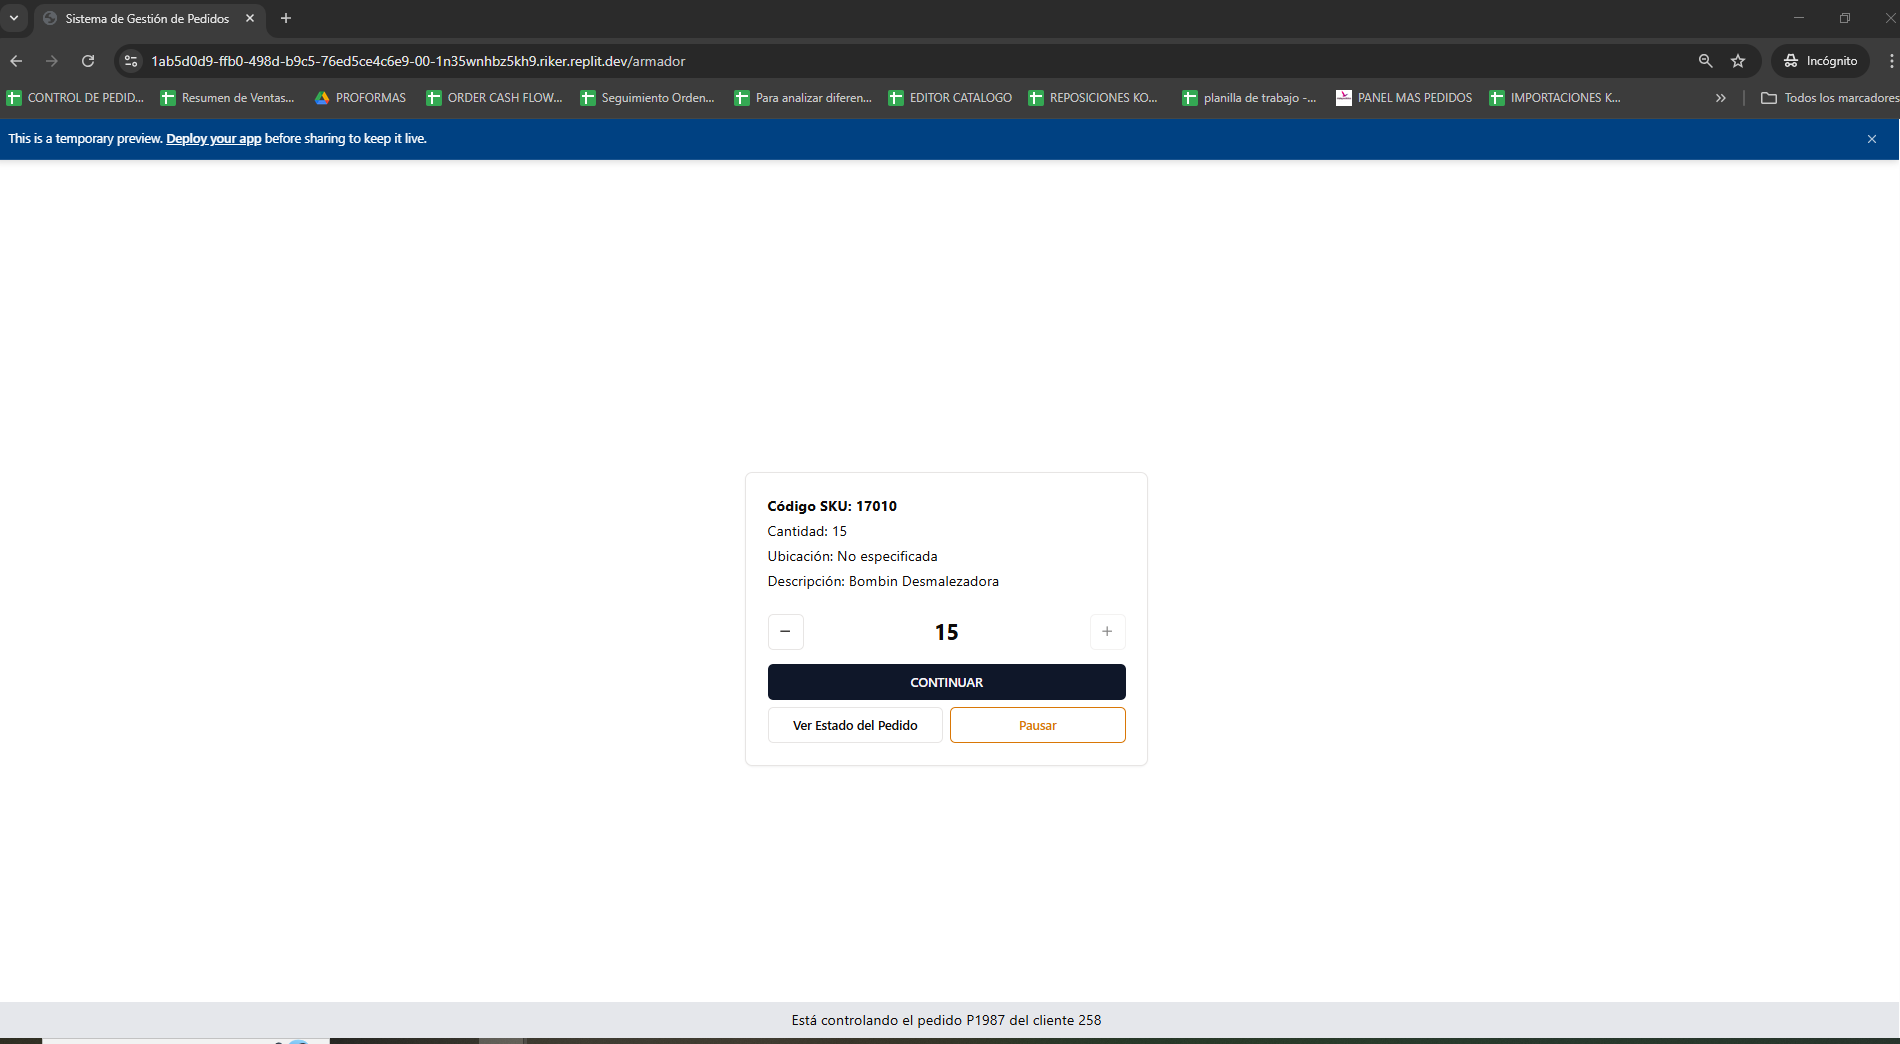 Sistema de Gestión de Pedidos
1ab5d0d9-ffb0-498d-b9c5-76ed5ce4c6e9-00-1n35wnhbz5kh9.riker.replit.dev/armador
Incógnito
CONTROL DE PEDID... Resumen de Ventas... PROFORMAS ORDER CASH FLOW... Seguimiento Orden... Para analizar diferen... EDITOR CATALOGO REPOSICIONES KO... planilla de trabajo -... PANEL MAS PEDIDOS IMPORTACIONES K... Todos los marcadores
This is a temporary preview. Deploy your app before sharing to keep it live.
Código SKU: 17010
Cantidad: 15
Ubicación: No especificada
Descripción: Bombin Desmalezadora
− 15 +
CONTINUAR
Ver Estado del Pedido Pausar
Está controlando el pedido P1987 del cliente 258